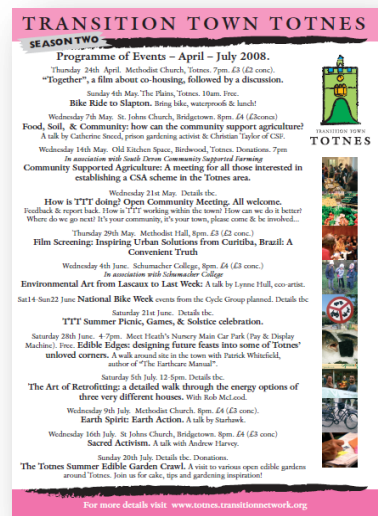 TRANSITION TOWN TOTNES
SEASON TWO
Programme of Events – April – July 2008.
Thursday 24th April. Methodist Church, Totnes. 7pm. £3 (£2 conc).
"Together", a film about co-housing, followed by a discussion.
Sunday 4th May. The Plains, Totnes. 10am. Free.
Bike Ride to Slapton. Bring bike, waterproofs & lunch!
Wednesday 7th May. St. Johns Church, Bridgetown. 8pm. £4 (£3conc)
Food, Soil, & Community: how can the community support agriculture?
A talk by Catherine Sneed, prison gardening activist & Christian Taylor of CSF.
Wednesday 14th May. Old Kitchen Space, Birdwood, Totnes. Donations. 7pm
In association with South Devon Community Supported Farming
Community Supported Agriculture: A meeting for all those interested in
establishing a CSA scheme in the Totnes area.
Wednesday 21st May. Details tbc.
How is TTT doing? Open Community Meeting. All welcome.
Feedback & report back. How is TTT working within the town? How can we do it better?
Where do we go next? It's your community, it's your town, please come & be involved...
Thursday 29th May. Methodist Hall, 8pm. £3 (£2 conc.)
Film Screening: Inspiring Urban Solutions from Curitiba, Brazil: A
Convenient Truth
Wednesday 4th June. Schumacher College, 8pm. £4 (£3 conc.)
In association with Schumacher College
Environmental Art from Lascaux to Last Week: A talk by Lynne Hull, eco-artist.
Sat14-Sun22 June National Bike Week events from the Cycle Group planned. Details tbc
Saturday 21st June. Details tbc.
TTT Summer Picnic, Games, & Solstice celebration.
Saturday 28th June. 4-7pm. Meet Heath's Nursery Main Car Park (Pay & Display
Machine). Free. Edible Edges: designing future feasts into some of Totnes'
unloved corners. A walk around site in the town with Patrick Whitefield,
author of "The Earthcare Manual".
Saturday 5th July. 12-5pm. Details tbc.
The Art of Retrofitting: a detailed walk through the energy options of
three very different houses. With Rob McLeod.
Wednesday 9th July. Methodist Church. 8pm. £4 (£3 conc).
Earth Spirit: Earth Action. A talk by Starhawk.
Wednesday 16th July. St Johns Church, Bridgetown. 8pm. £4 (£3 conc)
Sacred Activism. A talk with Andrew Harvey.
Sunday 20th July. Details tbc. Donations.
The Totnes Summer Edible Garden Crawl. A visit to various open edible gardens
around Totnes. Join us for cake, tips and gardening inspiration!
TRANSITION TOWN
TOTNES
For more details visit www.totnes.transitionnetwork.org